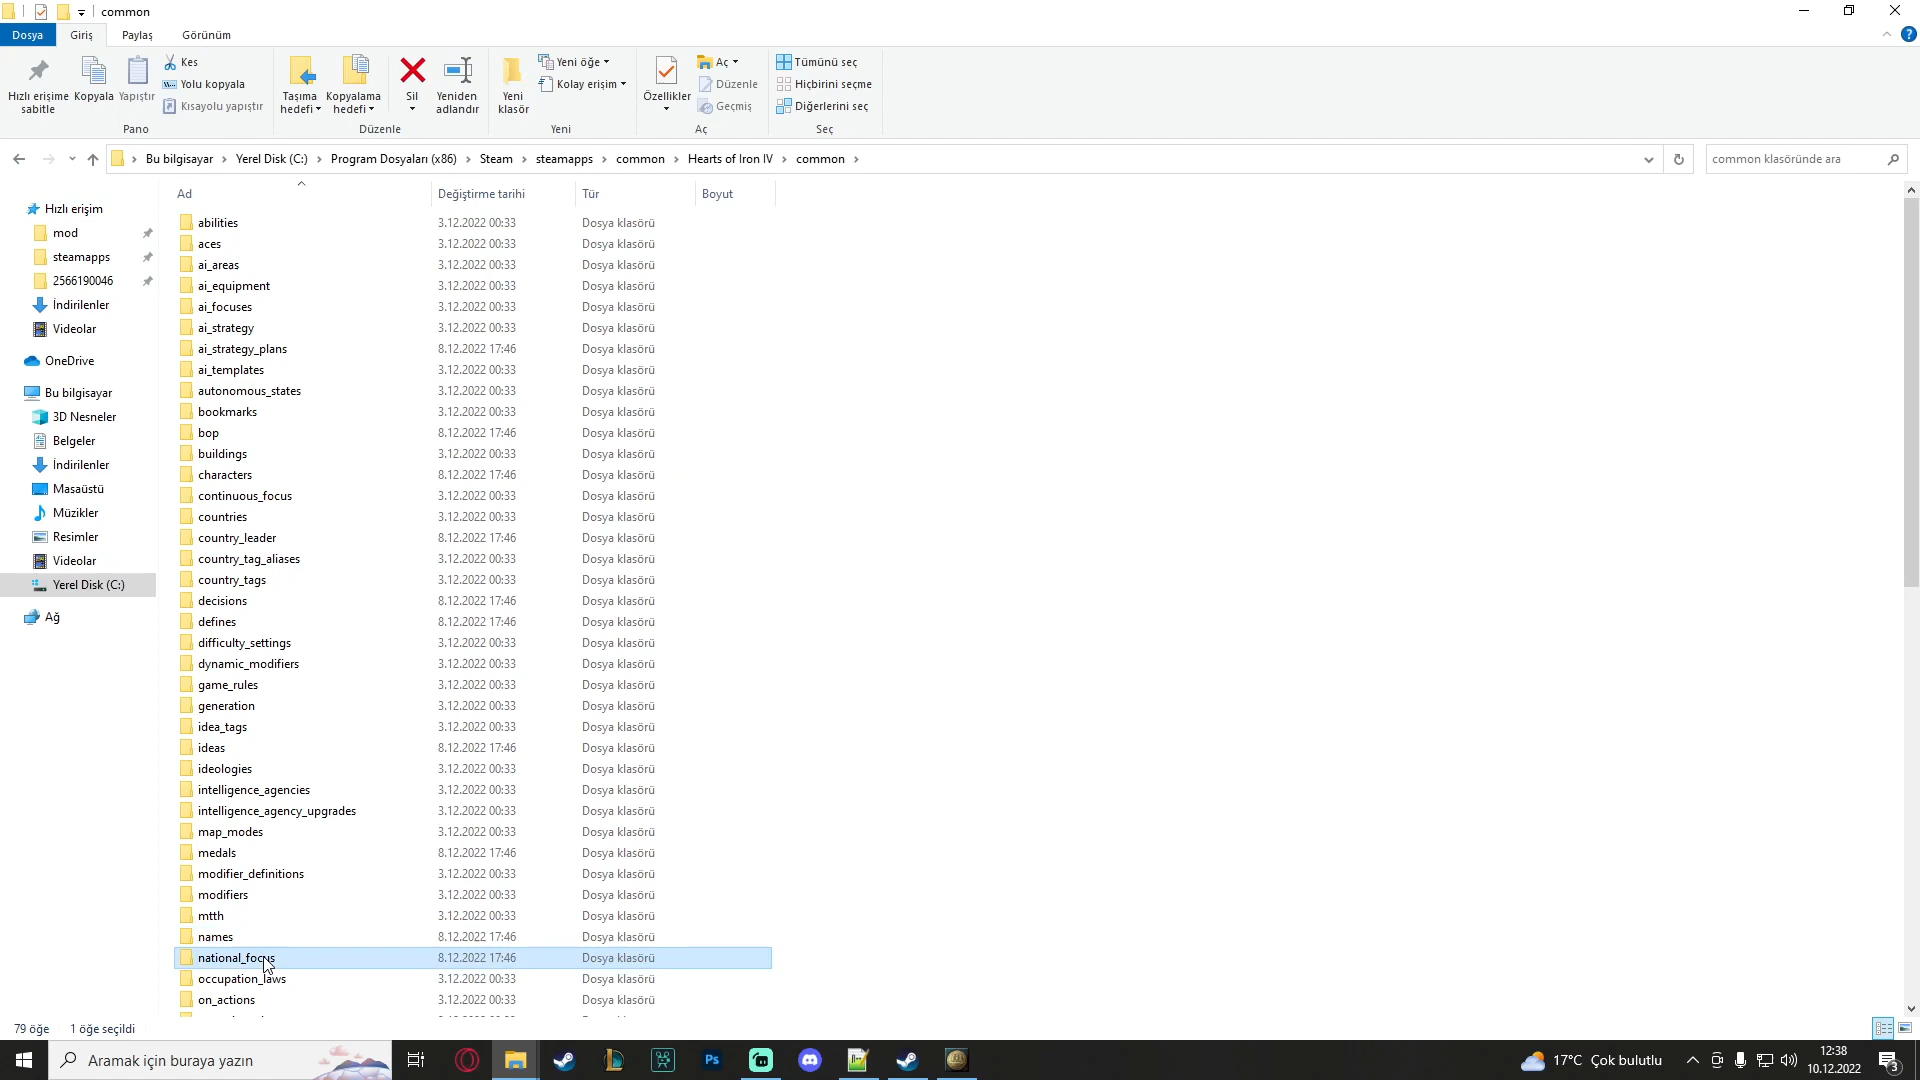 common
Dosya
Giriş
Paylaş
Görünüm
Hızlı erişime sabitle
Kopyala
Yapıştır
Kes
Yolu kopyala
Kısayolu yapıştır
Pano
Taşıma hedefi
Kopyalama hedefi
Sil
Yeniden adlandır
Düzenle
Yeni klasör
Yeni öğe
Kolay erişim
Yeni
Özellikler
Aç
Düzenle
Geçmiş
Aç
Tümünü seç
Hiçbirini seçme
Diğerlerini seç
Seç
Bu bilgisayar
Yerel Disk (C:)
Program Dosyaları (x86)
Steam
steamapps
common
Hearts of Iron IV
common
common klasöründe ara
Hızlı erişim
mod
steamapps
2566190046
İndirilenler
Videolar
OneDrive
Bu bilgisayar
3D Nesneler
Belgeler
İndirilenler
Masaüstü
Müzikler
Resimler
Videolar
Yerel Disk (C:)
Ağ
Ad Değiştirme tarihi Tür Boyut
abilities 3.12.2022 00:33 Dosya klasörü
aces 3.12.2022 00:33 Dosya klasörü
ai_areas 3.12.2022 00:33 Dosya klasörü
ai_equipment 3.12.2022 00:33 Dosya klasörü
ai_focuses 3.12.2022 00:33 Dosya klasörü
ai_strategy 3.12.2022 00:33 Dosya klasörü
ai_strategy_plans 8.12.2022 17:46 Dosya klasörü
ai_templates 3.12.2022 00:33 Dosya klasörü
autonomous_states 3.12.2022 00:33 Dosya klasörü
bookmarks 3.12.2022 00:33 Dosya klasörü
bop 8.12.2022 17:46 Dosya klasörü
buildings 3.12.2022 00:33 Dosya klasörü
characters 8.12.2022 17:46 Dosya klasörü
continuous_focus 3.12.2022 00:33 Dosya klasörü
countries 3.12.2022 00:33 Dosya klasörü
country_leader 8.12.2022 17:46 Dosya klasörü
country_tag_aliases 3.12.2022 00:33 Dosya klasörü
country_tags 3.12.2022 00:33 Dosya klasörü
decisions 8.12.2022 17:46 Dosya klasörü
defines 8.12.2022 17:46 Dosya klasörü
difficulty_settings 3.12.2022 00:33 Dosya klasörü
dynamic_modifiers 3.12.2022 00:33 Dosya klasörü
game_rules 3.12.2022 00:33 Dosya klasörü
generation 3.12.2022 00:33 Dosya klasörü
idea_tags 3.12.2022 00:33 Dosya klasörü
ideas 8.12.2022 17:46 Dosya klasörü
ideologies 3.12.2022 00:33 Dosya klasörü
intelligence_agencies 3.12.2022 00:33 Dosya klasörü
intelligence_agency_upgrades 3.12.2022 00:33 Dosya klasörü
map_modes 3.12.2022 00:33 Dosya klasörü
medals 8.12.2022 17:46 Dosya klasörü
modifier_definitions 3.12.2022 00:33 Dosya klasörü
modifiers 3.12.2022 00:33 Dosya klasörü
mtth 3.12.2022 00:33 Dosya klasörü
names 8.12.2022 17:46 Dosya klasörü
national_focus 8.12.2022 17:46 Dosya klasörü
occupation_laws 3.12.2022 00:33 Dosya klasörü
on_actions 3.12.2022 00:33 Dosya klasörü
79 öğe 1 öğe seçildi
Aramak için buraya yazın
Ps
17°C Çok bulutlu
12:38
10.12.2022
3